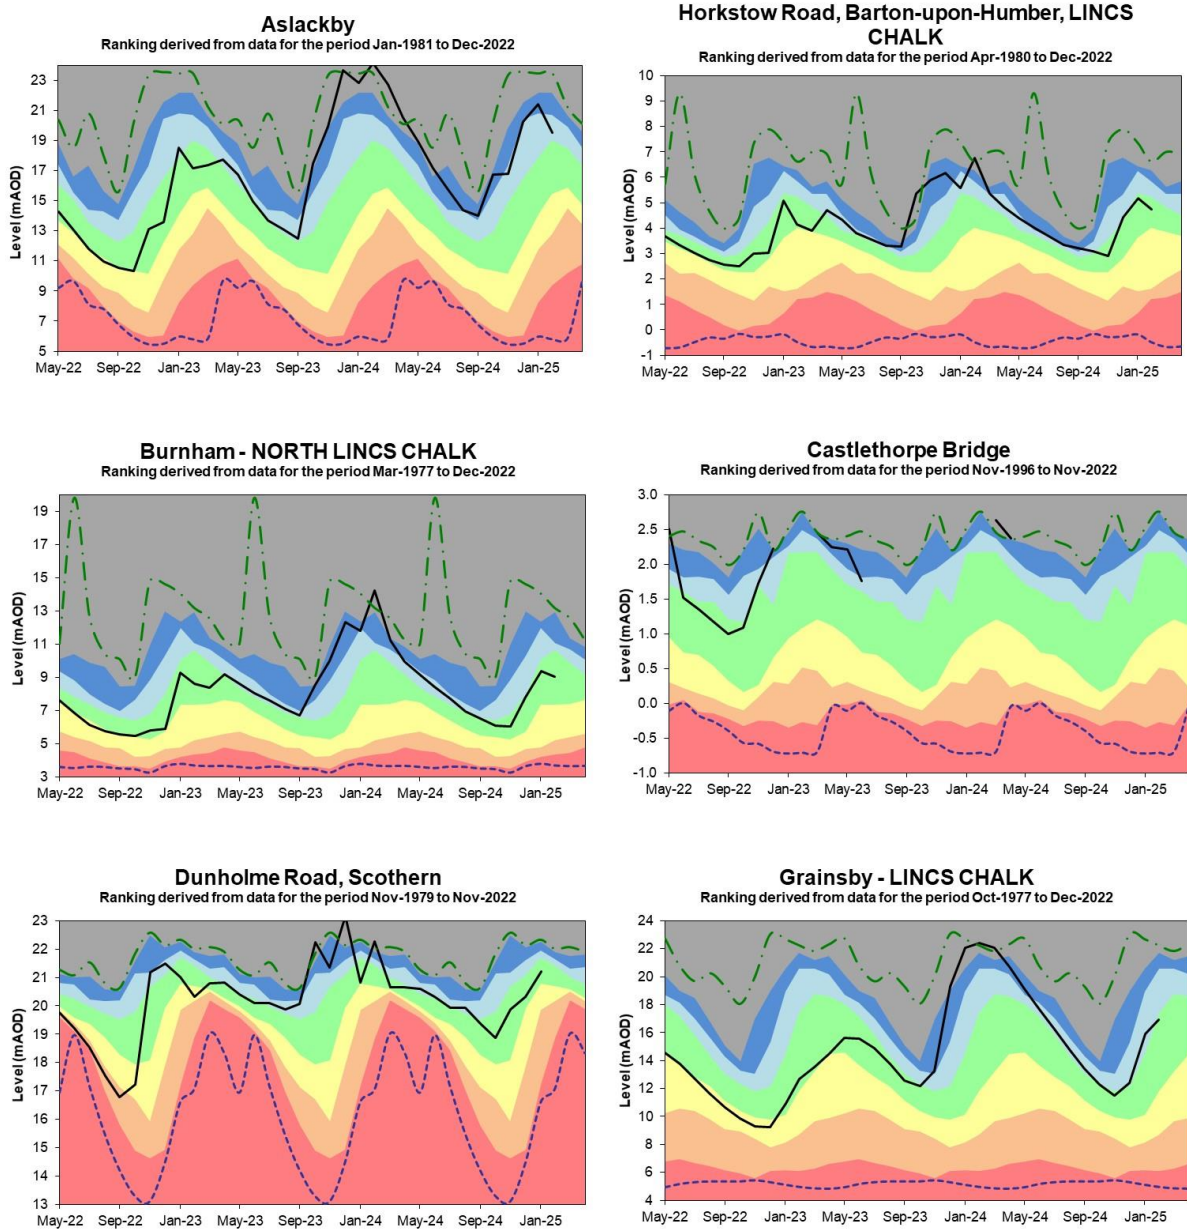 Aslackby
Ranking derived from data for the period Jan-1981 to Dec-2022
Level (mAOD)
23
21
19
17
15
13
11
9
7
5
May-22 Sep-22 Jan-23 May-23 Sep-23 Jan-24 May-24 Sep-24 Jan-25
Horkstow Road, Barton-upon-Humber, LINCS
CHALK
Ranking derived from data for the period Apr-1980 to Dec-2022
Level (mAOD)
10
9
8
7
6
5
4
3
2
1
0
-1
May-22 Sep-22 Jan-23 May-23 Sep-23 Jan-24 May-24 Sep-24 Jan-25
Burnham - NORTH LINCS CHALK
Ranking derived from data for the period Mar-1977 to Dec-2022
Level (mAOD)
19
17
15
13
11
9
7
5
3
May-22 Sep-22 Jan-23 May-23 Sep-23 Jan-24 May-24 Sep-24 Jan-25
Castlethorpe Bridge
Ranking derived from data for the period Nov-1996 to Nov-2022
Level (mAOD)
3.0
2.5
2.0
1.5
1.0
0.5
0.0
-0.5
-1.0
May-22 Sep-22 Jan-23 May-23 Sep-23 Jan-24 May-24 Sep-24 Jan-25
Dunholme Road, Scothern
Ranking derived from data for the period Nov-1979 to Nov-2022
Level (mAOD)
23
22
21
20
19
18
17
16
15
14
13
May-22 Sep-22 Jan-23 May-23 Sep-23 Jan-24 May-24 Sep-24 Jan-25
Grainsby - LINCS CHALK
Ranking derived from data for the period Oct-1977 to Dec-2022
Level (mAOD)
24
22
20
18
16
14
12
10
8
6
4
May-22 Sep-22 Jan-23 May-23 Sep-23 Jan-24 May-24 Sep-24 Jan-25